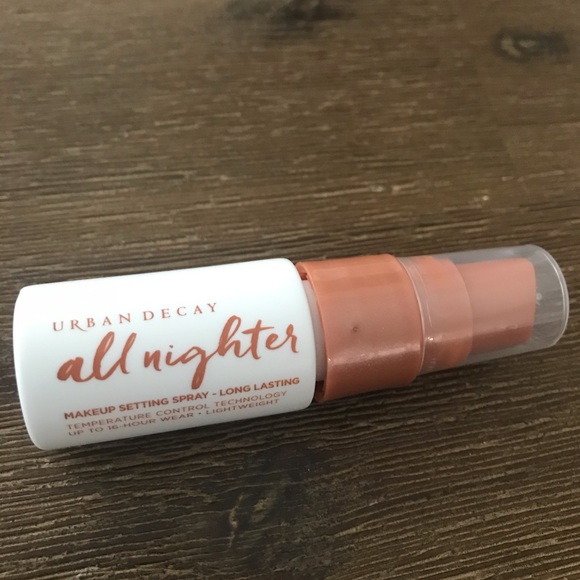 URBAN DECAY
all nighter
MAKEUP SETTING SPRAY - LONG LASTING
TEMPERATURE CONTROL TECHNOLOGY
UP TO 16-HOUR WEAR • LIGHTWEIGHT